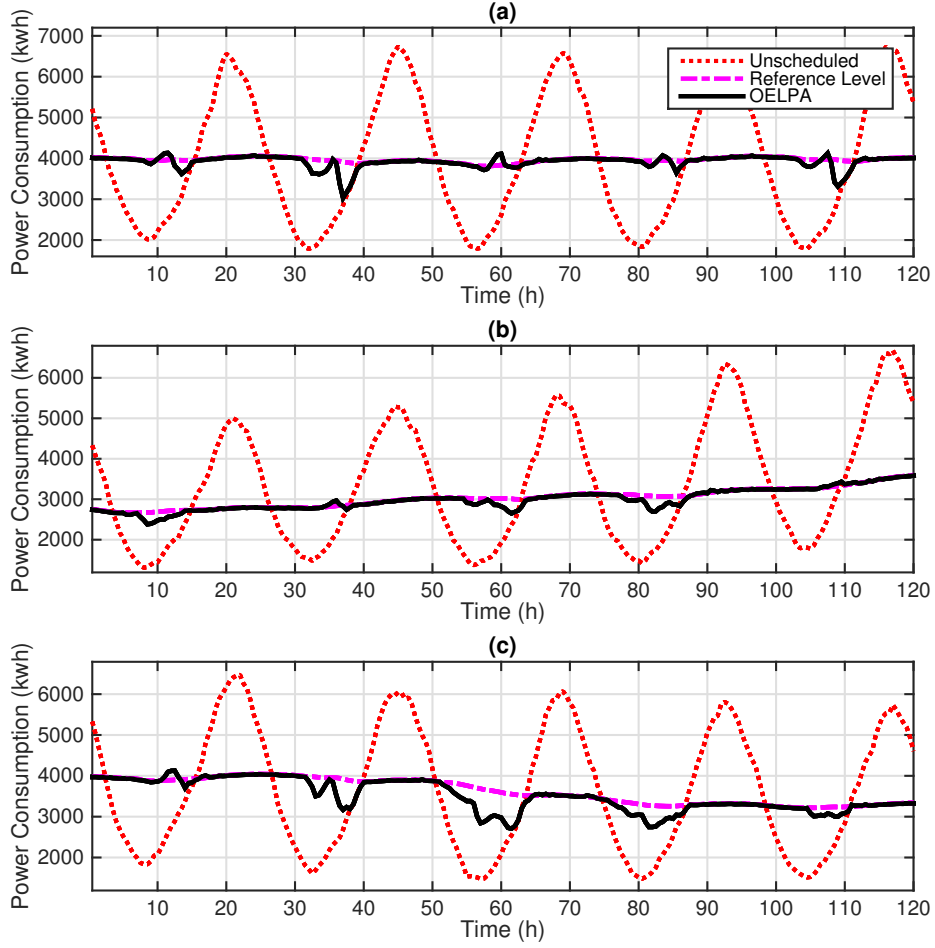 (a)
Power Consumption (kwh)
7000
6000
5000
4000
3000
2000
Unscheduled
Reference Level
OELPA
10 20 30 40 50 60 70 80 90 100 110 120
Time (h)
(b)
Power Consumption (kwh)
6000
5000
4000
3000
2000
10 20 30 40 50 60 70 80 90 100 110 120
Time (h)
(c)
Power Consumption (kwh)
6000
5000
4000
3000
2000
10 20 30 40 50 60 70 80 90 100 110 120
Time (h)